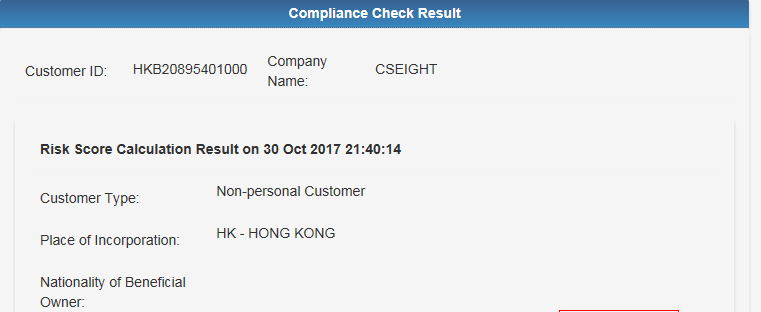 Compliance Check Result
Customer ID: HKB20895401000 Company Name: CSEIGHT
Risk Score Calculation Result on 30 Oct 2017 21:40:14
Customer Type: Non-personal Customer
Place of Incorporation: HK - HONG KONG
Nationality of Beneficial
Owner: